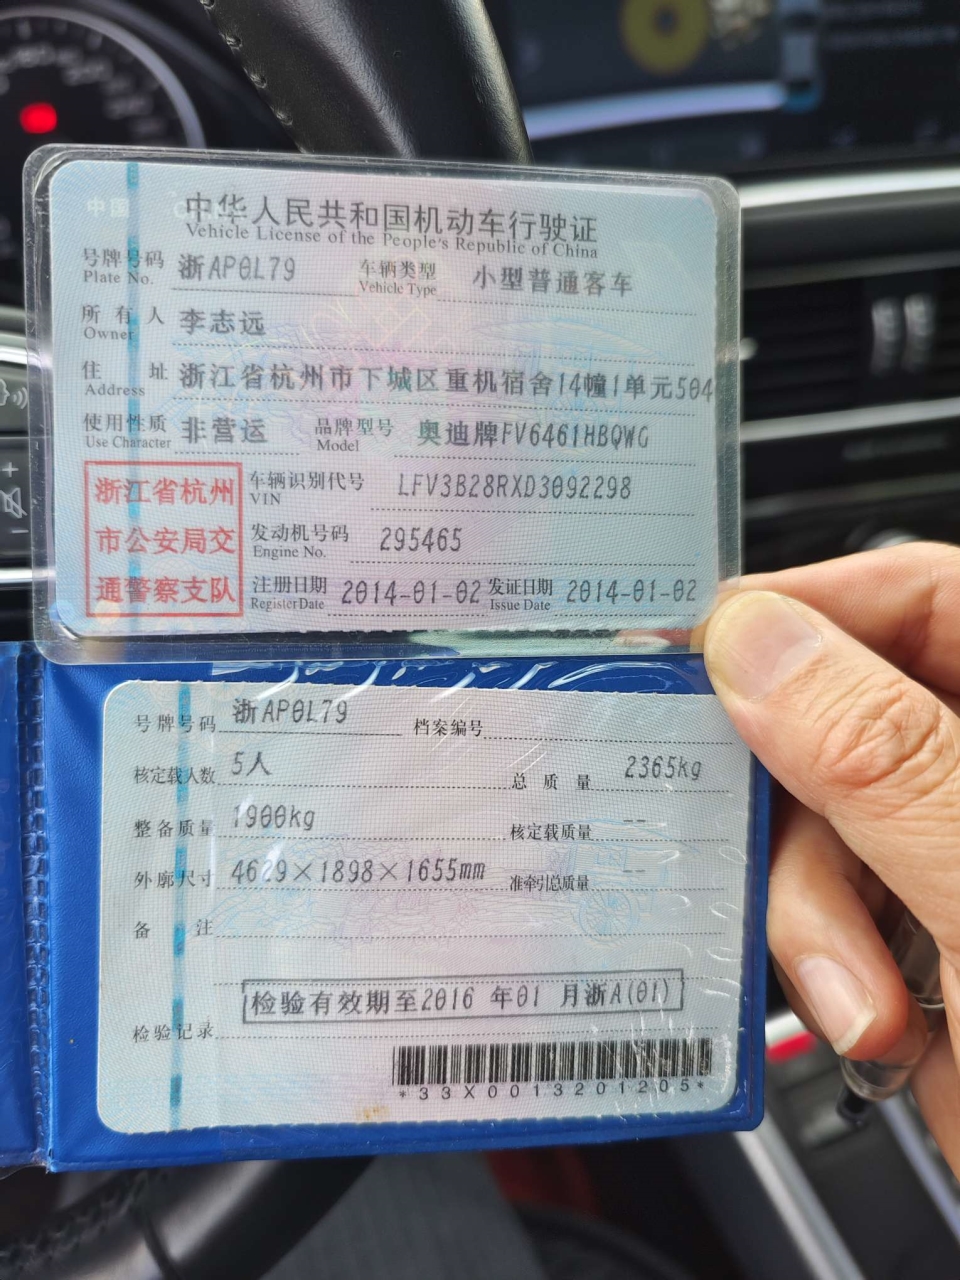 中华人民共和国机动车行驶证
Vehicle License of the People's Republic of China
号牌号码 浙AP0L79 车辆类型 小型普通客车
Plate No. Vehicle Type
所有人 李志远
Owner
住址 浙江省杭州市下城区重机宿舍14幢1单元504
Address
使用性质 非营运 品牌型号 奥迪牌FV6461HBQWG
Use Character Model
浙江省杭州
市公安局交
通警察支队
车辆识别代号 LFV3B28RXD3092298
VIN
发动机号码 295465
Engine No.
注册日期 2014-01-02 发证日期 2014-01-02
Register Date Issue Date
号牌号码 浙AP0L79 档案编号
核定载人数 5人 总质量 2365kg
整备质量 1900kg 核定载质量 --
外廓尺寸 4629×1898×1655mm 准牵引总质量 --
备注
检验有效期至2016 年01 月浙A(01)
检验记录
*33X0013201205*